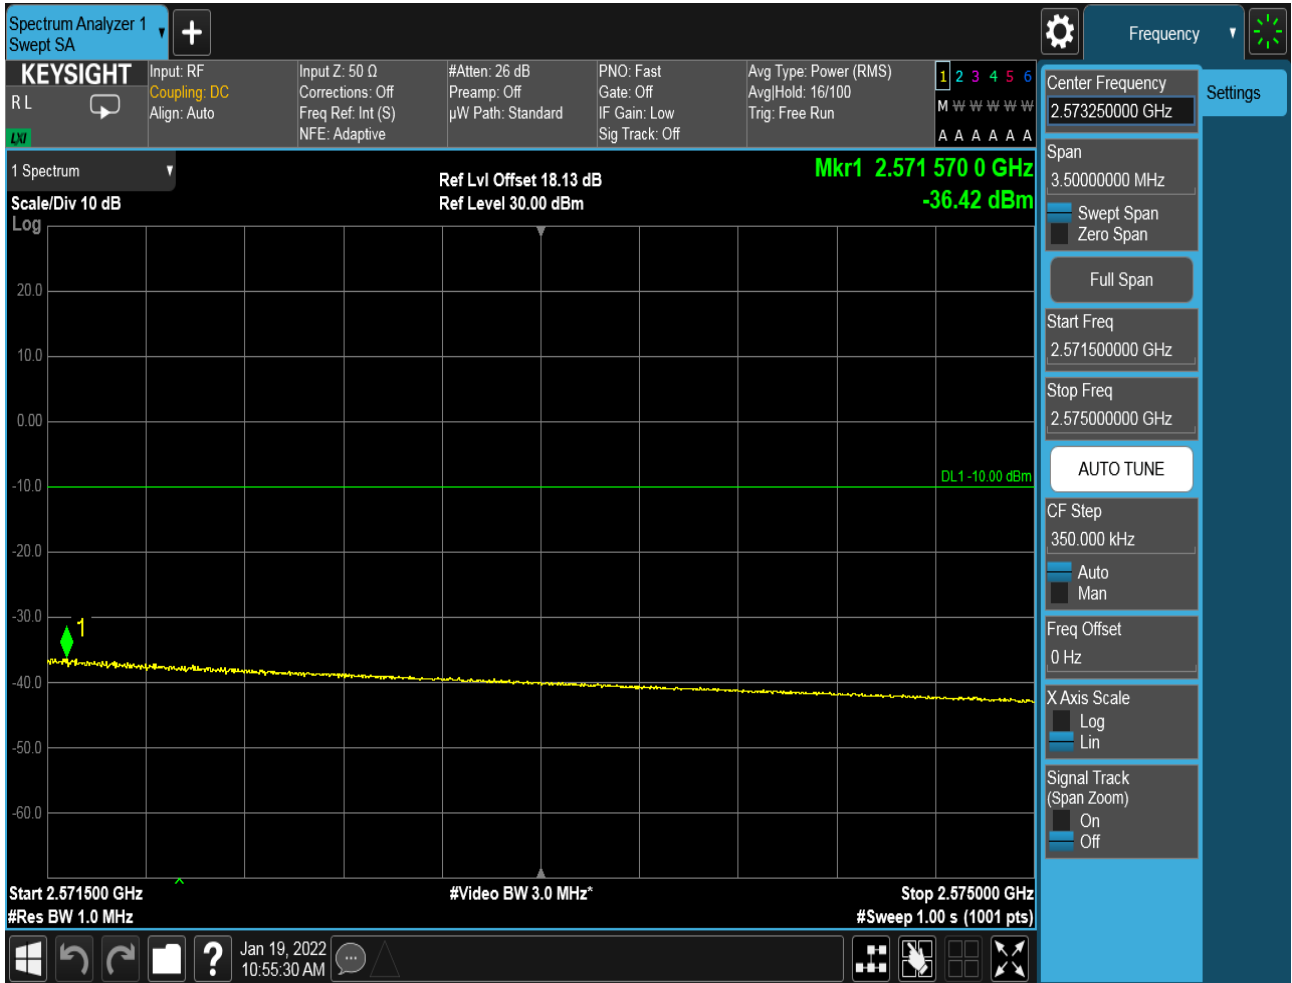 Spectrum Analyzer 1
Swept SA
Frequency
KEYSIGHT
R L
LXI
Input: RF
Coupling: DC
Align: Auto
Input Z: 50 Ω
Corrections: Off
Freq Ref: Int (S)
NFE: Adaptive
#Atten: 26 dB
Preamp: Off
µW Path: Standard
PNO: Fast
Gate: Off
IF Gain: Low
Sig Track: Off
Avg Type: Power (RMS)
Avg|Hold: 16/100
Trig: Free Run
1 2 3 4 5 6
M W W W W W
A A A A A A
1 Spectrum
Scale/Div 10 dB
Log
Ref Lvl Offset 18.13 dB
Ref Level 30.00 dBm
Mkr1 2.571 570 0 GHz
-36.42 dBm
20.0
10.0
0.00
-10.0
-20.0
-30.0
-40.0
-50.0
-60.0
DL1 -10.00 dBm
1
Start 2.571500 GHz
#Res BW 1.0 MHz
#Video BW 3.0 MHz*
Stop 2.575000 GHz
#Sweep 1.00 s (1001 pts)
Jan 19, 2022
10:55:30 AM
Center Frequency
2.573250000 GHz
Settings
Span
3.50000000 MHz
Swept Span
Zero Span
Full Span
Start Freq
2.571500000 GHz
Stop Freq
2.575000000 GHz
AUTO TUNE
CF Step
350.000 kHz
Auto
Man
Freq Offset
0 Hz
X Axis Scale
Log
Lin
Signal Track
(Span Zoom)
On
Off